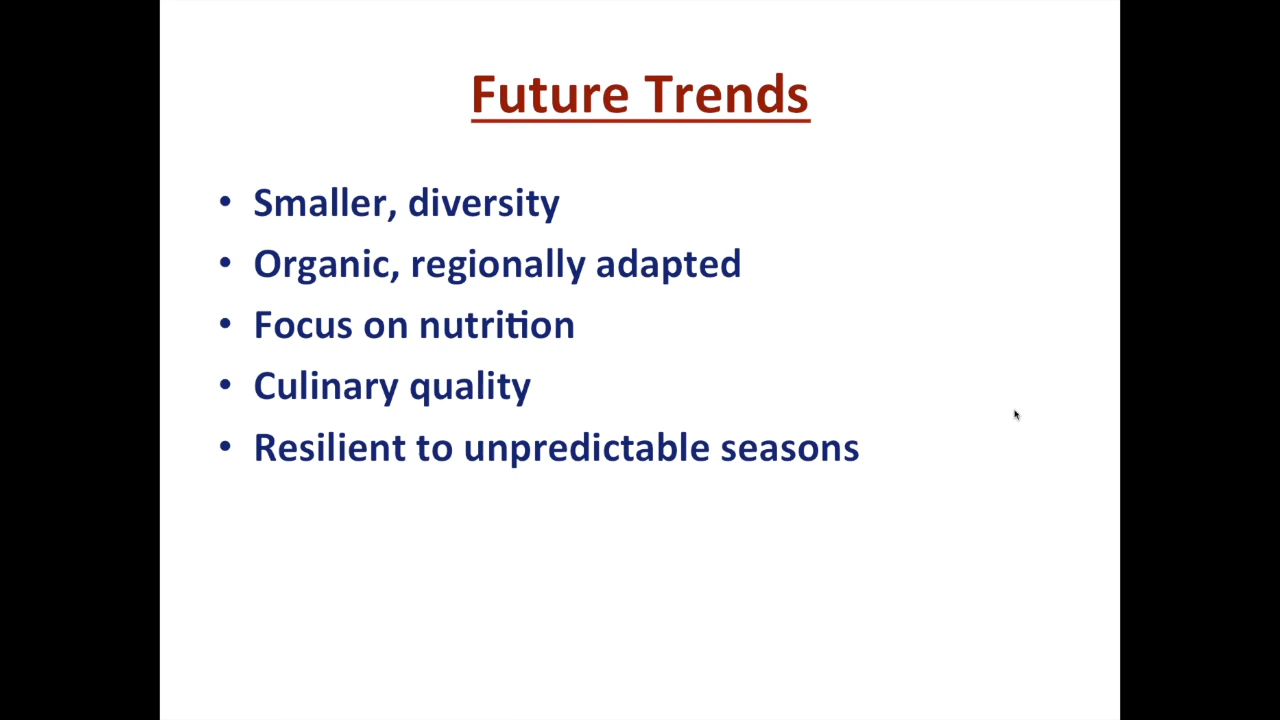 Future Trends
• Smaller, diversity
• Organic, regionally adapted
• Focus on nutrition
• Culinary quality
• Resilient to unpredictable seasons